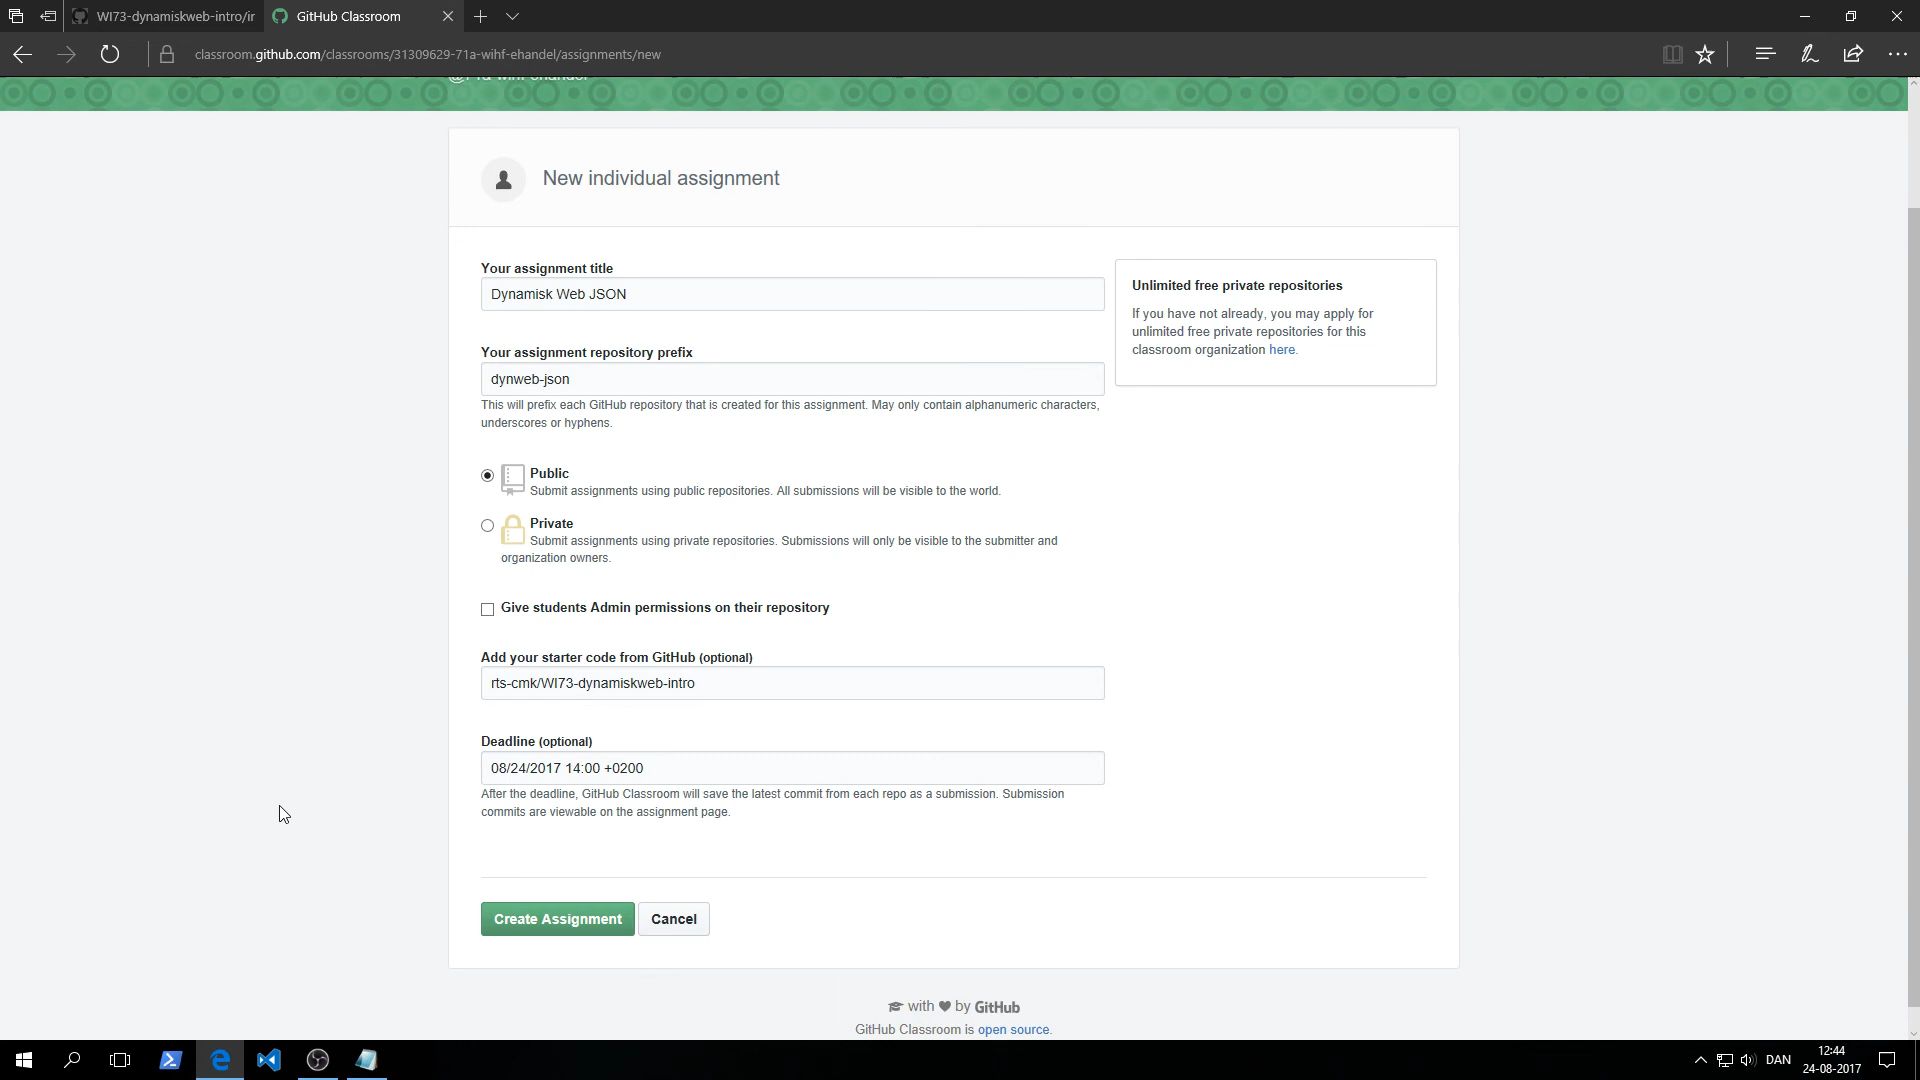 WI73-dynamiskweb-intro/ir
GitHub Classroom
classroom.github.com/classrooms/31309629-71a-wihf-ehandel/assignments/new
@71a-wihf-ehandel
New individual assignment
Your assignment title
Dynamisk Web JSON
Unlimited free private repositories
If you have not already, you may apply for
unlimited free private repositories for this
classroom organization here.
Your assignment repository prefix
dynweb-json
This will prefix each GitHub repository that is created for this assignment. May only contain alphanumeric characters,
underscores or hyphens.
Public
Submit assignments using public repositories. All submissions will be visible to the world.
Private
Submit assignments using private repositories. Submissions will only be visible to the submitter and
organization owners.
Give students Admin permissions on their repository
Add your starter code from GitHub (optional)
rts-cmk/WI73-dynamiskweb-intro
Deadline (optional)
08/24/2017 14:00 +0200
After the deadline, GitHub Classroom will save the latest commit from each repo as a submission. Submission
commits are viewable on the assignment page.
Create Assignment
Cancel
with by GitHub
GitHub Classroom is open source.
DAN
12:44
24-08-2017